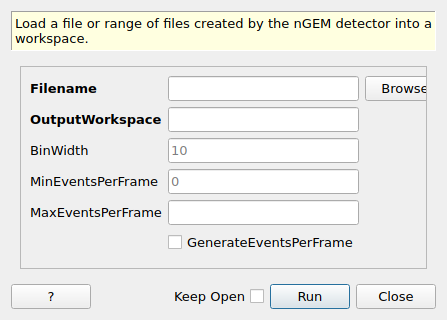 Load a file or range of files created by the nGEM detector into a
workspace.
Filename
Browse
OutputWorkspace
BinWidth 10
MinEventsPerFrame 0
MaxEventsPerFrame
GenerateEventsPerFrame
? Keep Open Run Close